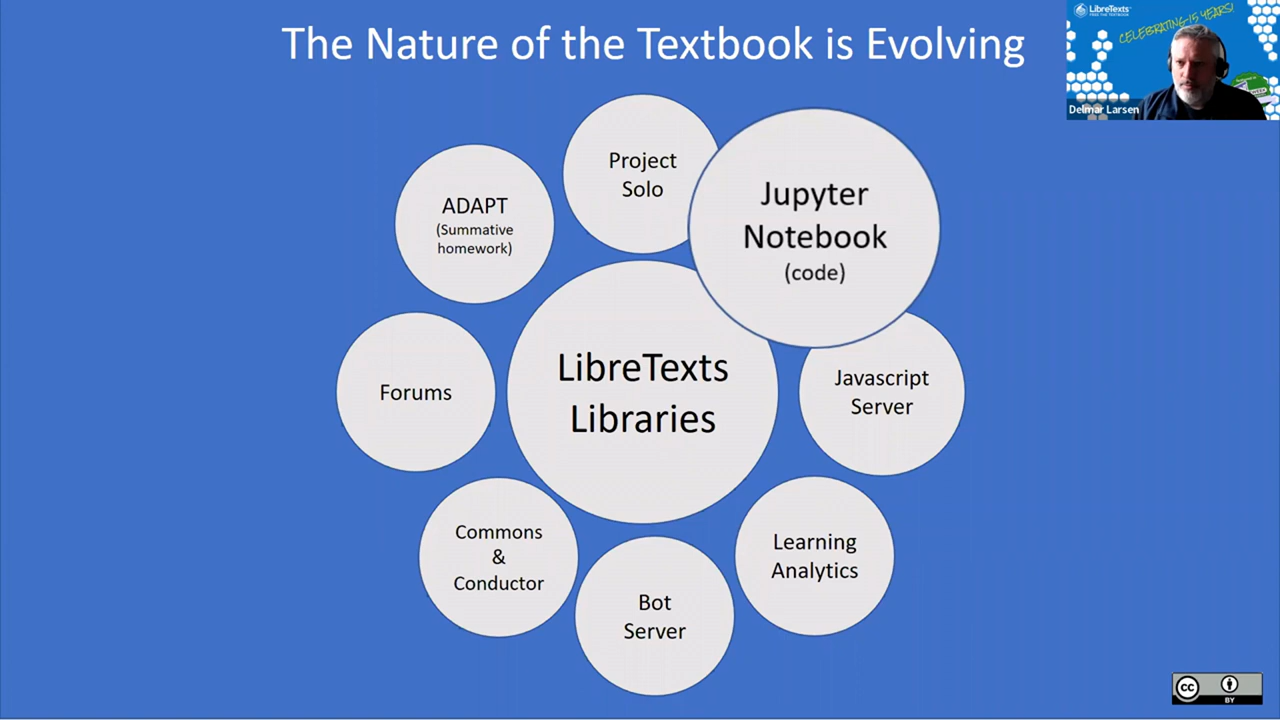 The Nature of the Textbook is Evolving
LibreTexts
CELEBRATING 15 YEARS!
Delmar Larsen
Project
Solo
Jupyter
Notebook
(code)
ADAPT
(Summative
homework)
Forums
LibreTexts
Libraries
Javascript
Server
Commons
&
Conductor
Learning
Analytics
Bot
Server
cc
BY